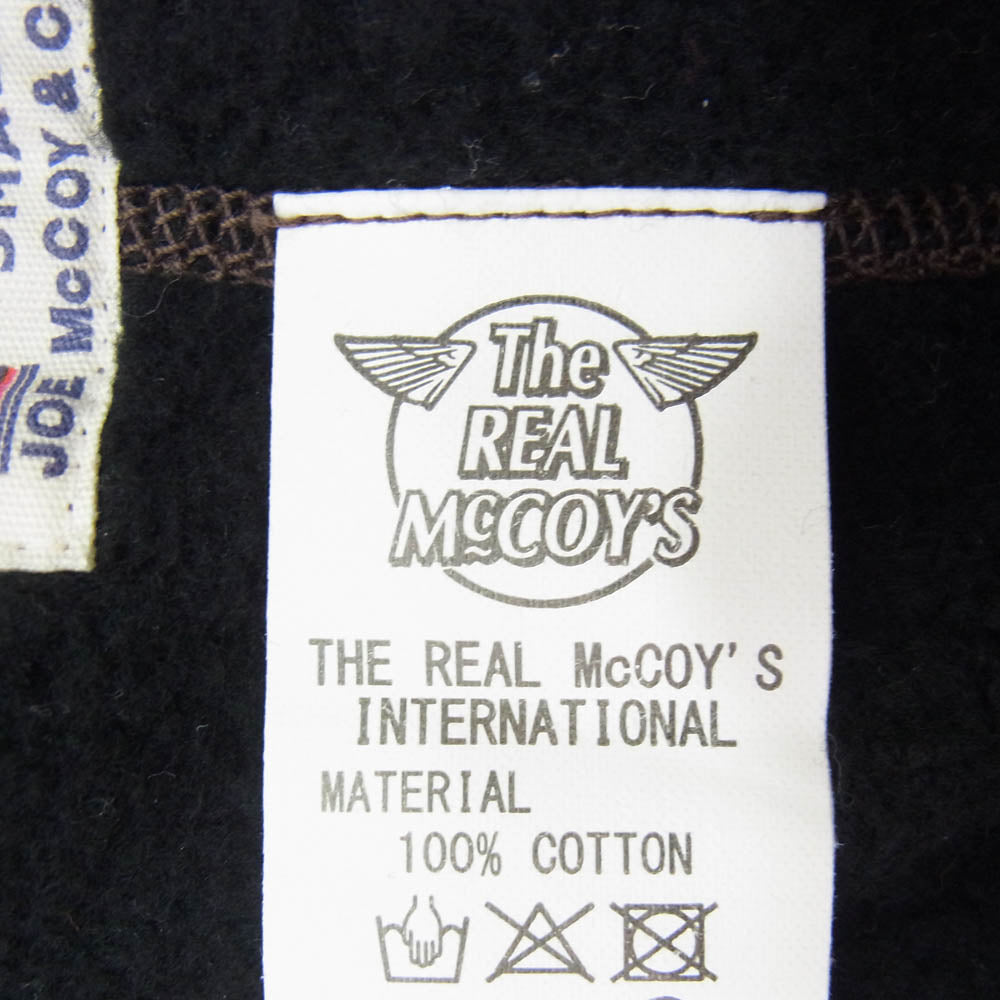 JOE McCOY & C
The
REAL
McCOY'S
THE REAL McCOY'S
INTERNATIONAL
MATERIAL
100% COTTON